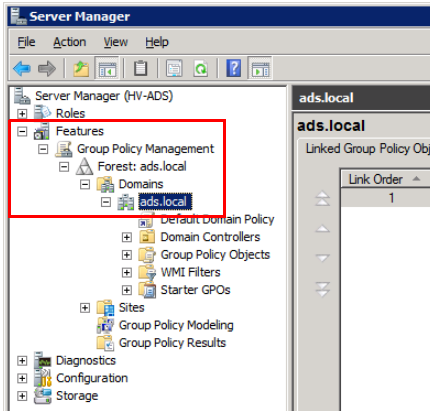 Server Manager
File Action View Help
Server Manager (HV-ADS)
Roles
Features
Group Policy Management
Forest: ads.local
Domains
ads.local
Default Domain Policy
Domain Controllers
Group Policy Objects
WMI Filters
Starter GPOs
Sites
Group Policy Modeling
Group Policy Results
Diagnostics
Configuration
Storage
ads.local
ads.local
Linked Group Policy Obj
Link Order
1